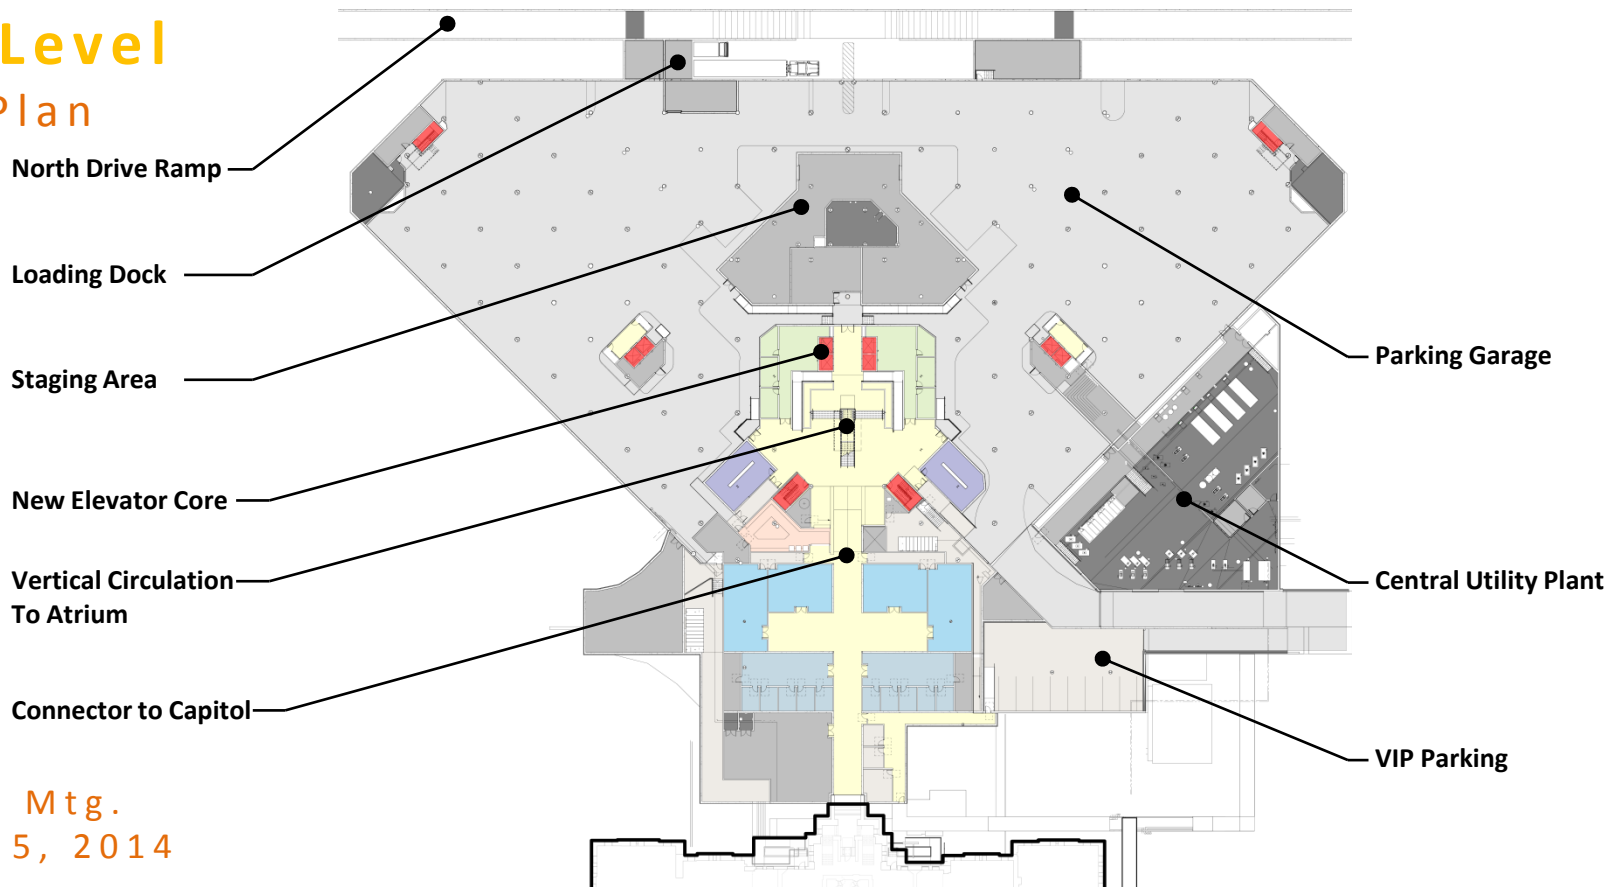 Level
Plan
North Drive Ramp
Loading Dock
Staging Area
New Elevator Core
Vertical Circulation
To Atrium
Connector to Capitol
Parking Garage
Central Utility Plant
VIP Parking
Mtg.
5, 2014